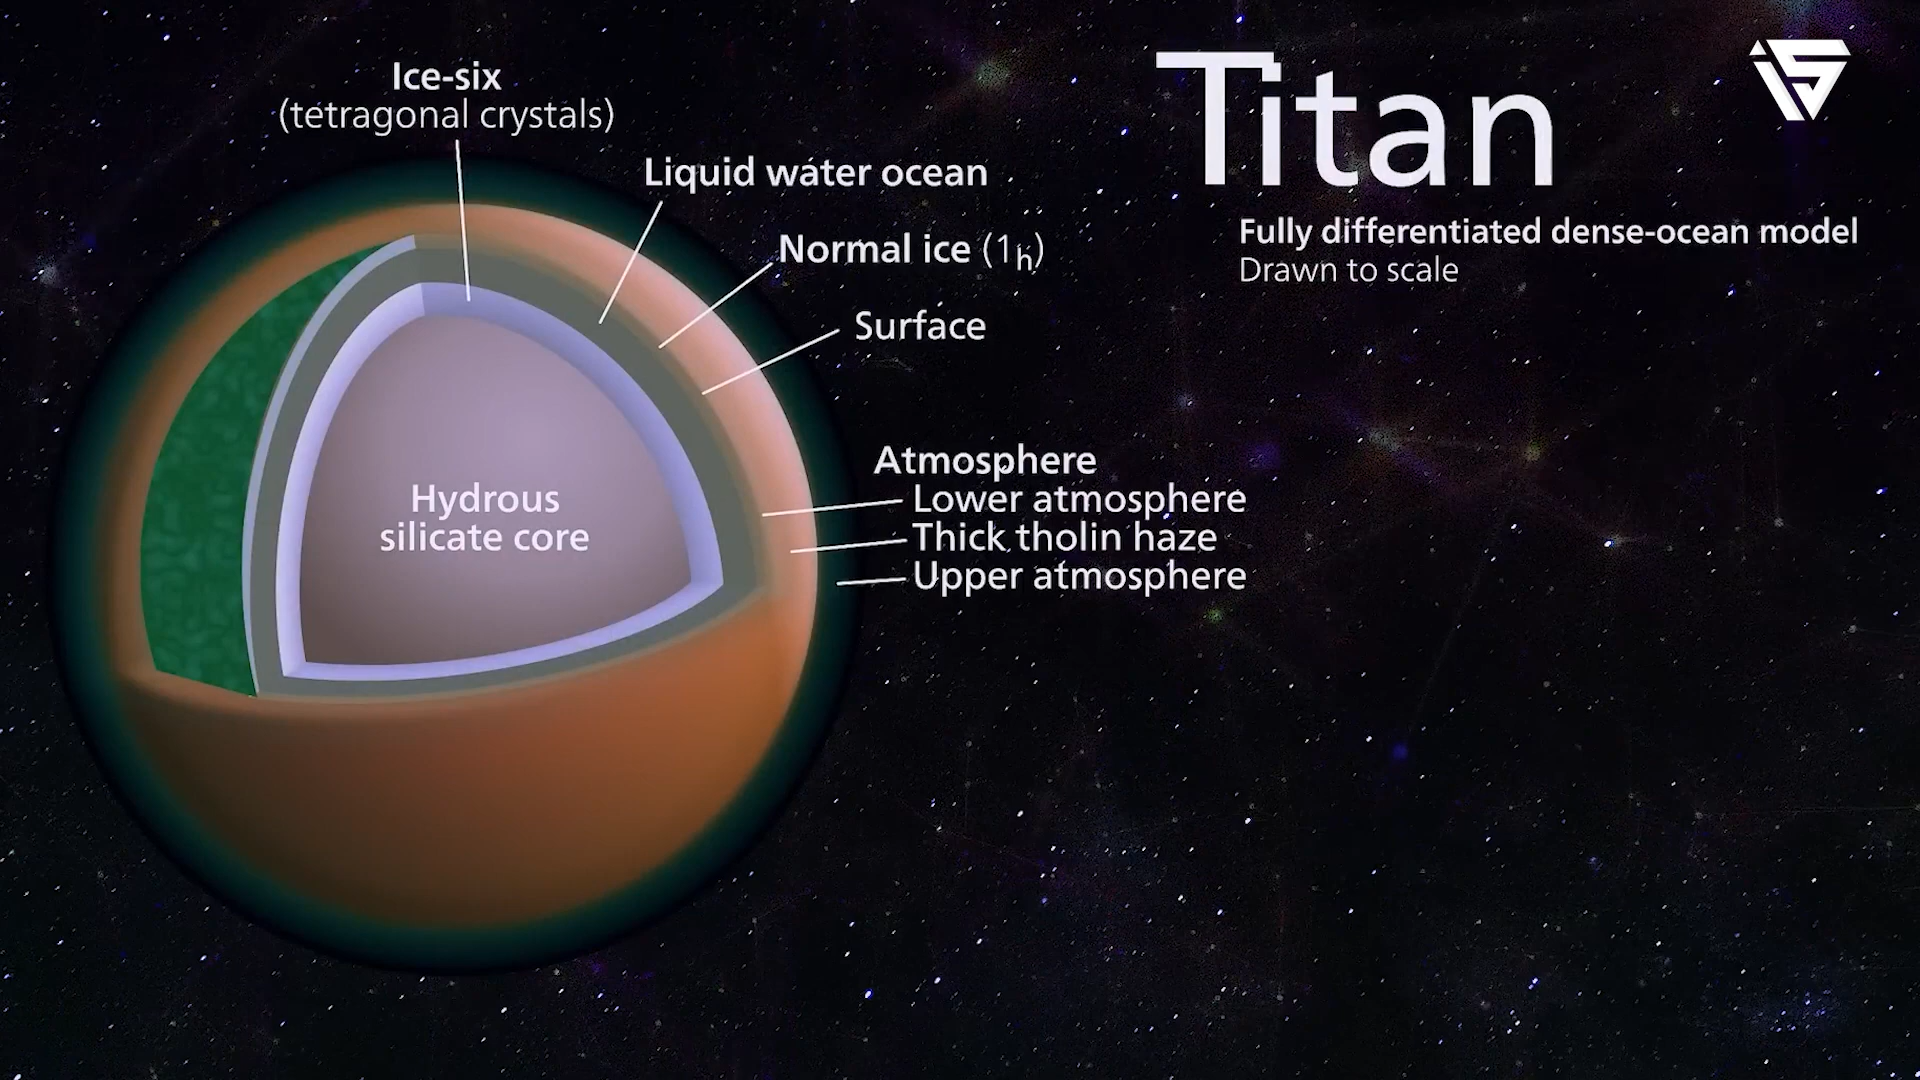 Titan
Fully differentiated dense-ocean model
Drawn to scale
Ice-six
(tetragonal crystals)
Liquid water ocean
Normal ice (1h)
Surface
Atmosphere
Lower atmosphere
Thick tholin haze
Upper atmosphere
Hydrous
silicate core